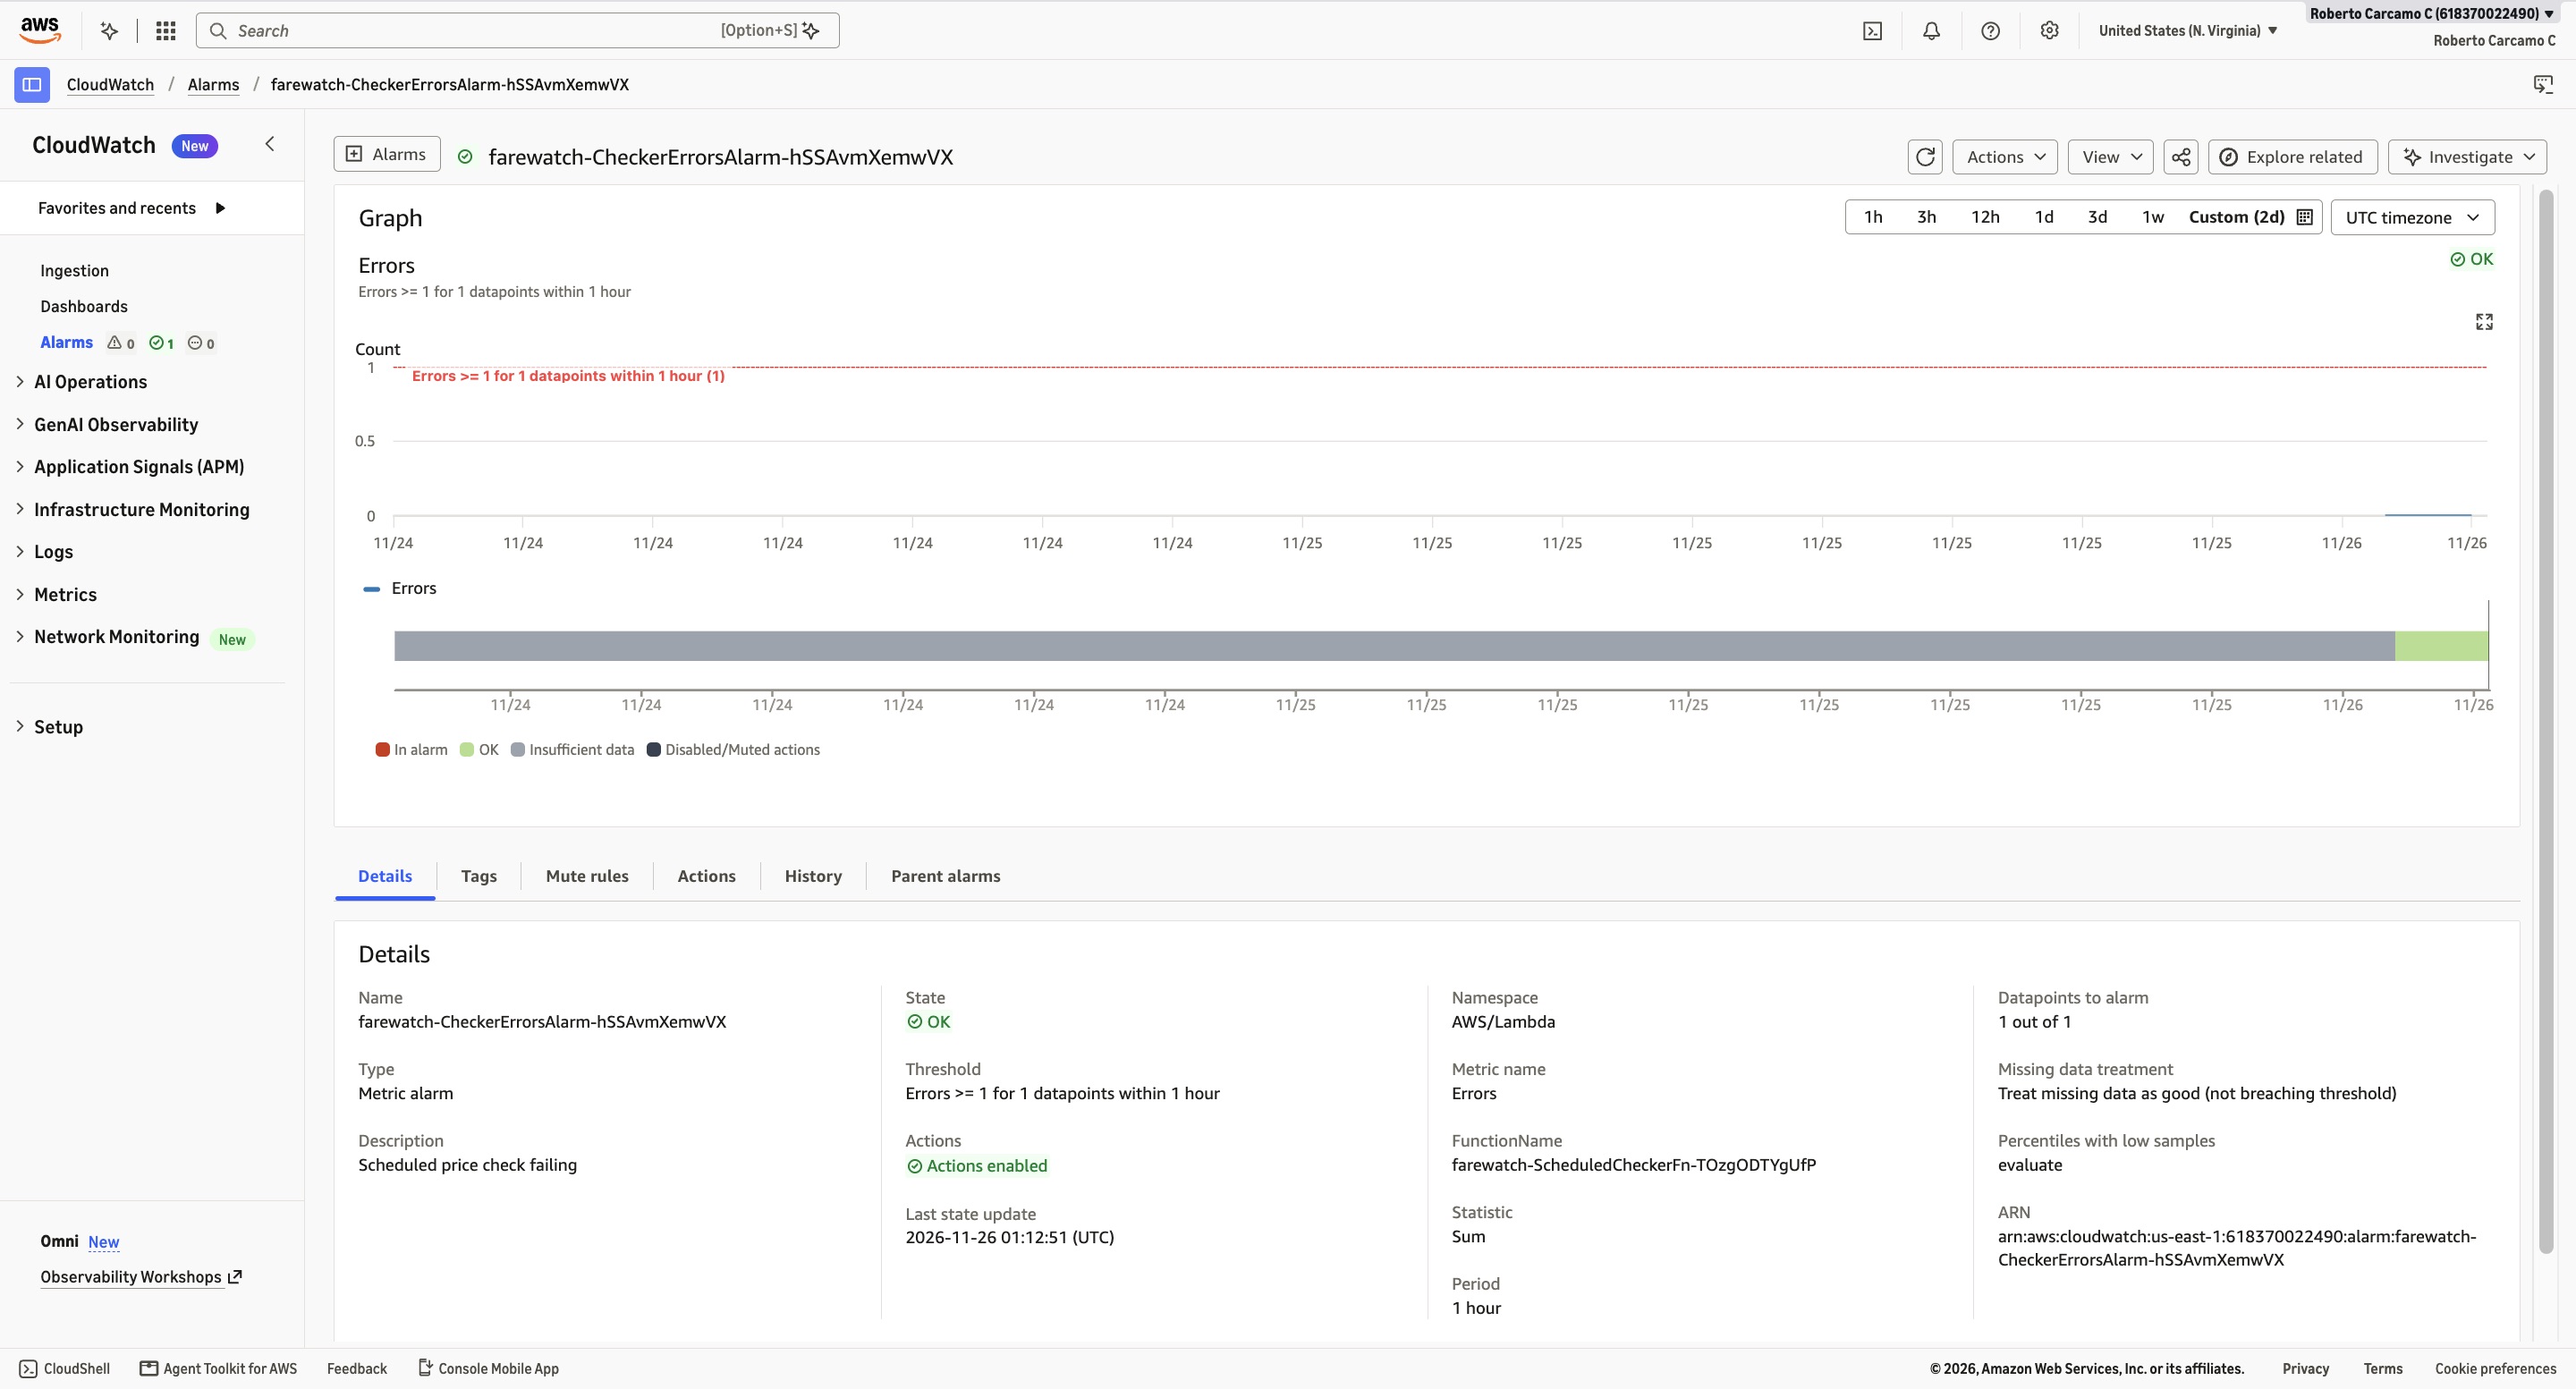 aws
Search
[Option+S]
United States (N. Virginia)
Roberto Carcamo C (618370022490)
Roberto Carcamo C
CloudWatch / Alarms / farewatch-CheckerErrorsAlarm-hSSAvmXemwVX
CloudWatch New
Favorites and recents
Ingestion
Dashboards
Alarms 0 1 0
AI Operations
GenAI Observability
Application Signals (APM)
Infrastructure Monitoring
Logs
Metrics
Network Monitoring New
Setup
Omni New
Observability Workshops
Alarms
farewatch-CheckerErrorsAlarm-hSSAvmXemwVX
Actions
View
Explore related
Investigate
Graph
1h 3h 12h 1d 3d 1w Custom (2d)
UTC timezone
Errors
OK
Errors >= 1 for 1 datapoints within 1 hour
Count
1
Errors >= 1 for 1 datapoints within 1 hour (1)
0.5
0
11/24 11/24 11/24 11/24 11/24 11/24 11/24 11/25 11/25 11/25 11/25 11/25 11/25 11/25 11/25 11/26 11/26
Errors
11/24 11/24 11/24 11/24 11/24 11/24 11/25 11/25 11/25 11/25 11/25 11/25 11/25 11/25 11/26 11/26
In alarm OK Insufficient data Disabled/Muted actions
Details Tags Mute rules Actions History Parent alarms
Details
Name
farewatch-CheckerErrorsAlarm-hSSAvmXemwVX
Type
Metric alarm
Description
Scheduled price check failing
State
OK
Threshold
Errors >= 1 for 1 datapoints within 1 hour
Actions
Actions enabled
Last state update
2026-11-26 01:12:51 (UTC)
Namespace
AWS/Lambda
Metric name
Errors
FunctionName
farewatch-ScheduledCheckerFn-TOzgODTYgUfP
Statistic
Sum
Period
1 hour
Datapoints to alarm
1 out of 1
Missing data treatment
Treat missing data as good (not breaching threshold)
Percentiles with low samples
evaluate
ARN
arn:aws:cloudwatch:us-east-1:618370022490:alarm:farewatch-
CheckerErrorsAlarm-hSSAvmXemwVX
CloudShell
Agent Toolkit for AWS
Feedback
Console Mobile App
© 2026, Amazon Web Services, Inc. or its affiliates.
Privacy
Terms
Cookie preferences